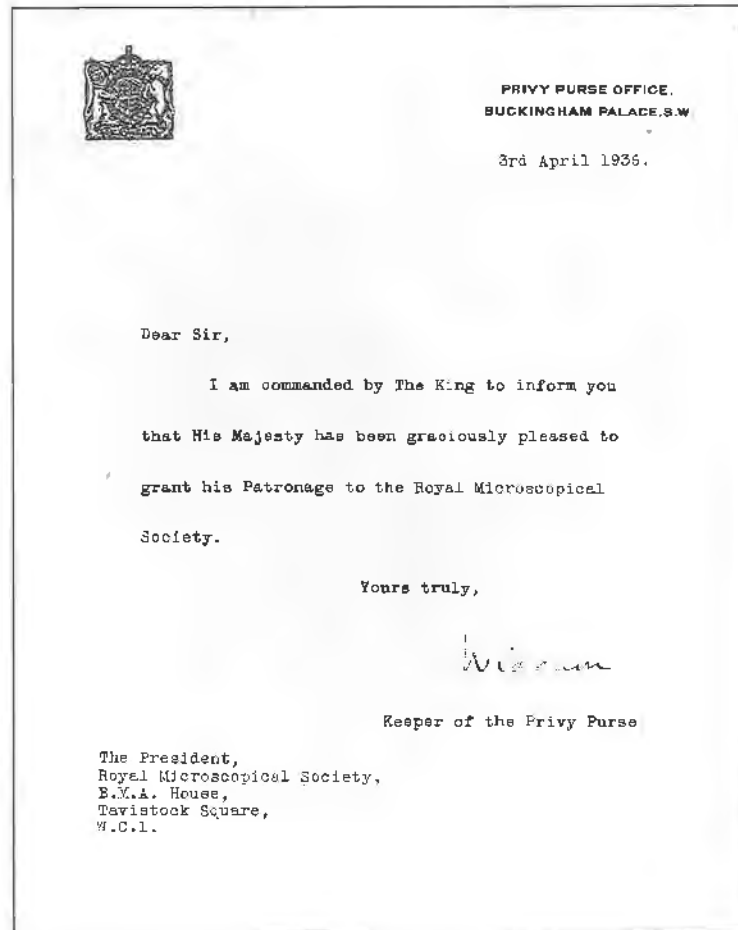 PRIVY PURSE OFFICE.
BUCKINGHAM PALACE,S.W
3rd April 1936.
Dear Sir,
I am commanded by The King to inform you
that His Majesty has been graciously pleased to
grant his Patronage to the Royal Microscopical
Society.
Yours truly,
Wigram
Keeper of the Privy Purse
The President,
Royal Microscopical Society,
B.M.A. House,
Tavistock Square,
W.C.1.